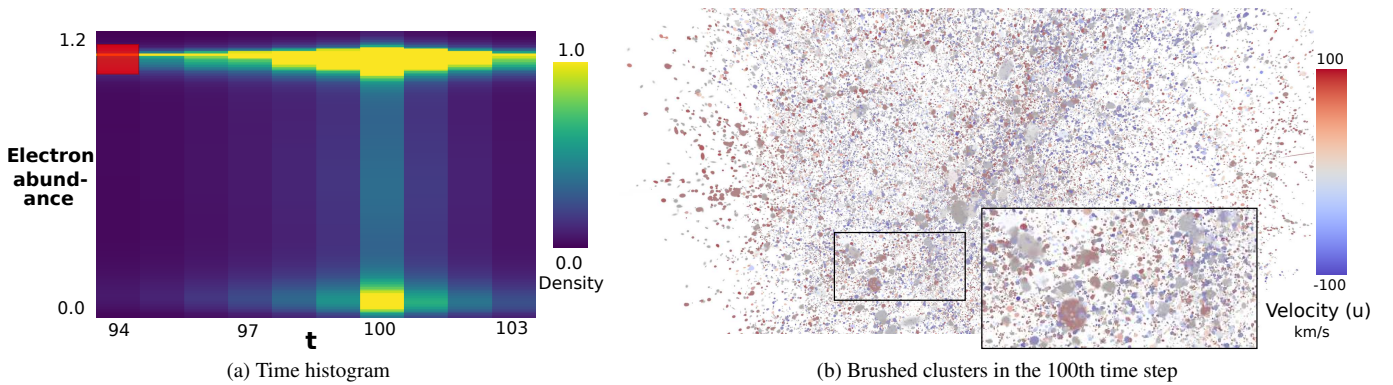 1.2
Electron
abund-
ance
0.0
94
97
100
103
t
1.0
0.0
Density
(a) Time histogram
100
-100
Velocity (u)
km/s
(b) Brushed clusters in the 100th time step